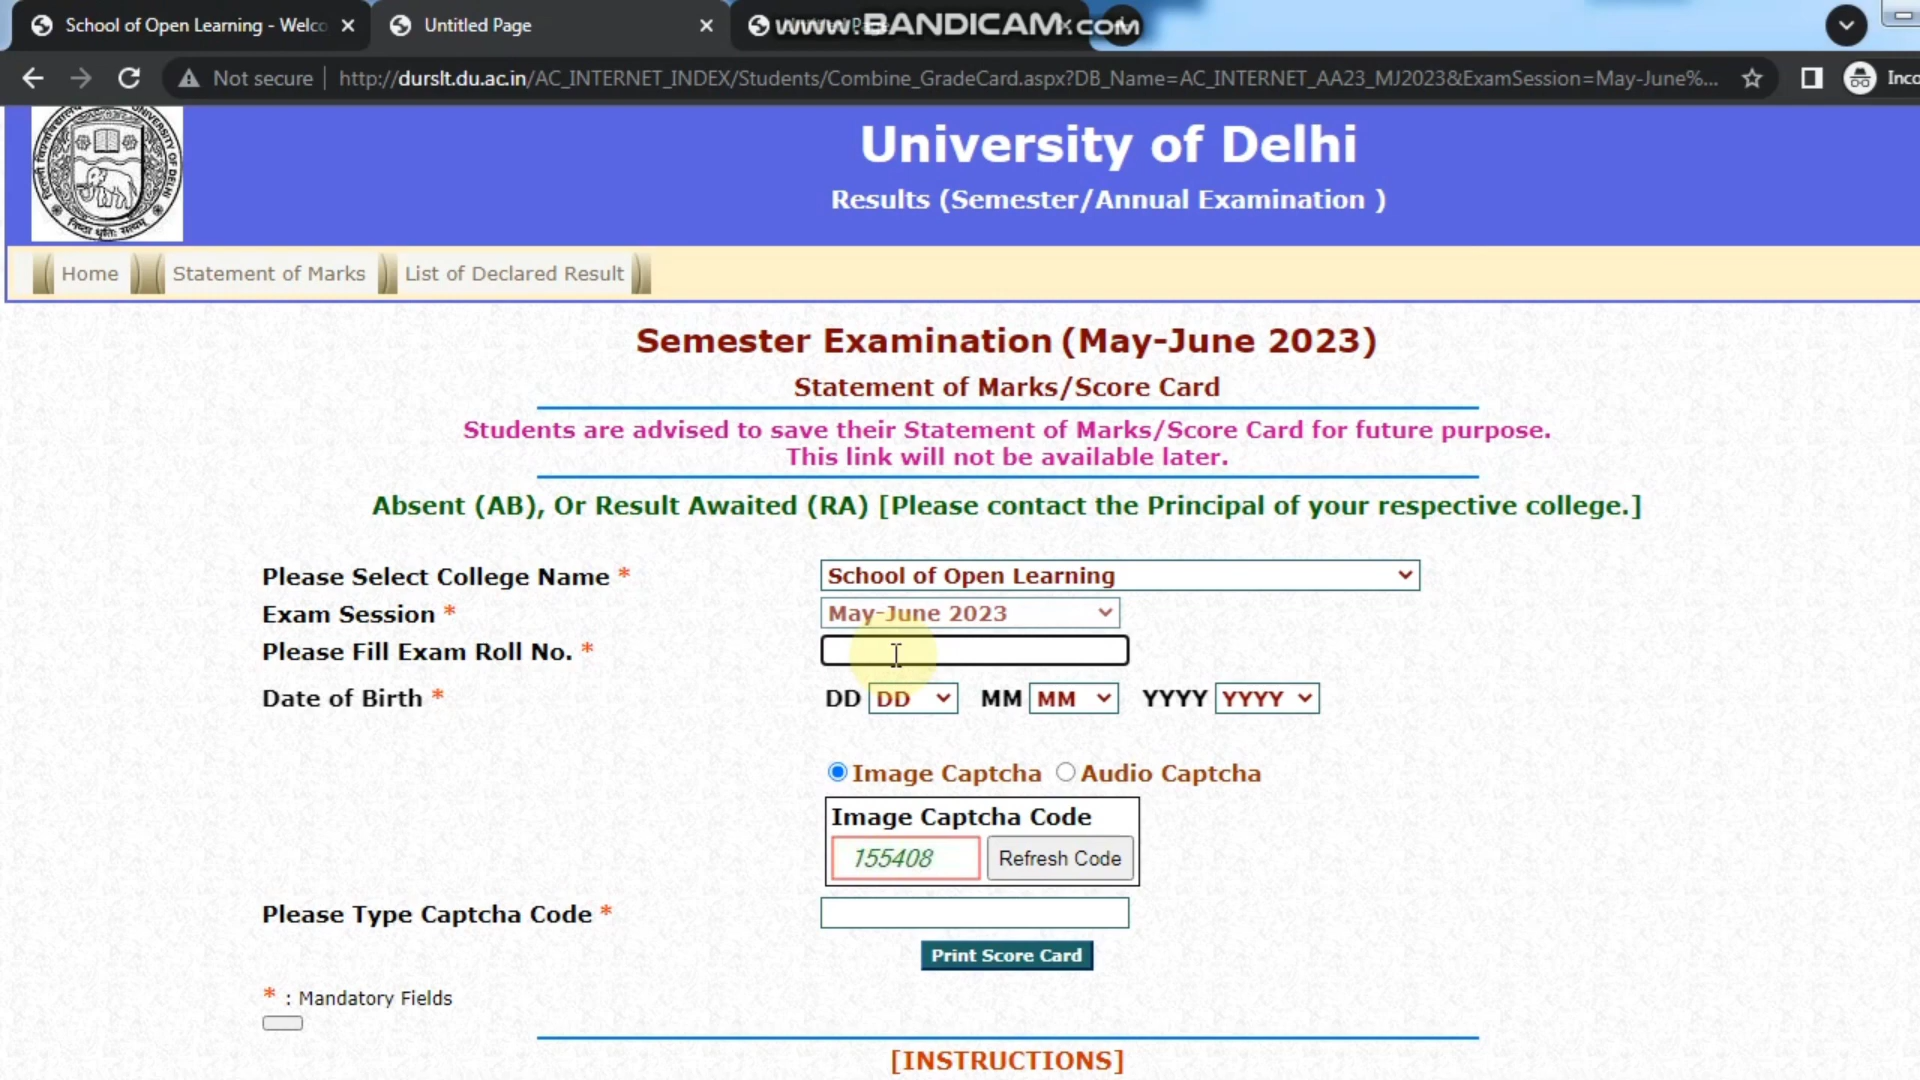 School of Open Learning - Welco
Untitled Page
www.BANDICAM.com
Not secure
http://durslt.du.ac.in/AC_INTERNET_INDEX/Students/Combine_GradeCard.aspx?DB_Name=AC_INTERNET_AA23_MJ2023&ExamSession=May-June%...
Inco
University of Delhi
Results (Semester/Annual Examination )
Home
Statement of Marks
List of Declared Result
Semester Examination (May-June 2023)
Statement of Marks/Score Card
Students are advised to save their Statement of Marks/Score Card for future purpose.
This link will not be available later.
Absent (AB), Or Result Awaited (RA) [Please contact the Principal of your respective college.]
Please Select College Name * School of Open Learning
Exam Session * May-June 2023
Please Fill Exam Roll No. *
Date of Birth * DD DD MM MM YYYY YYYY
Image Captcha Audio Captcha
Image Captcha Code
155408 Refresh Code
Please Type Captcha Code *
Print Score Card
* : Mandatory Fields
[INSTRUCTIONS]